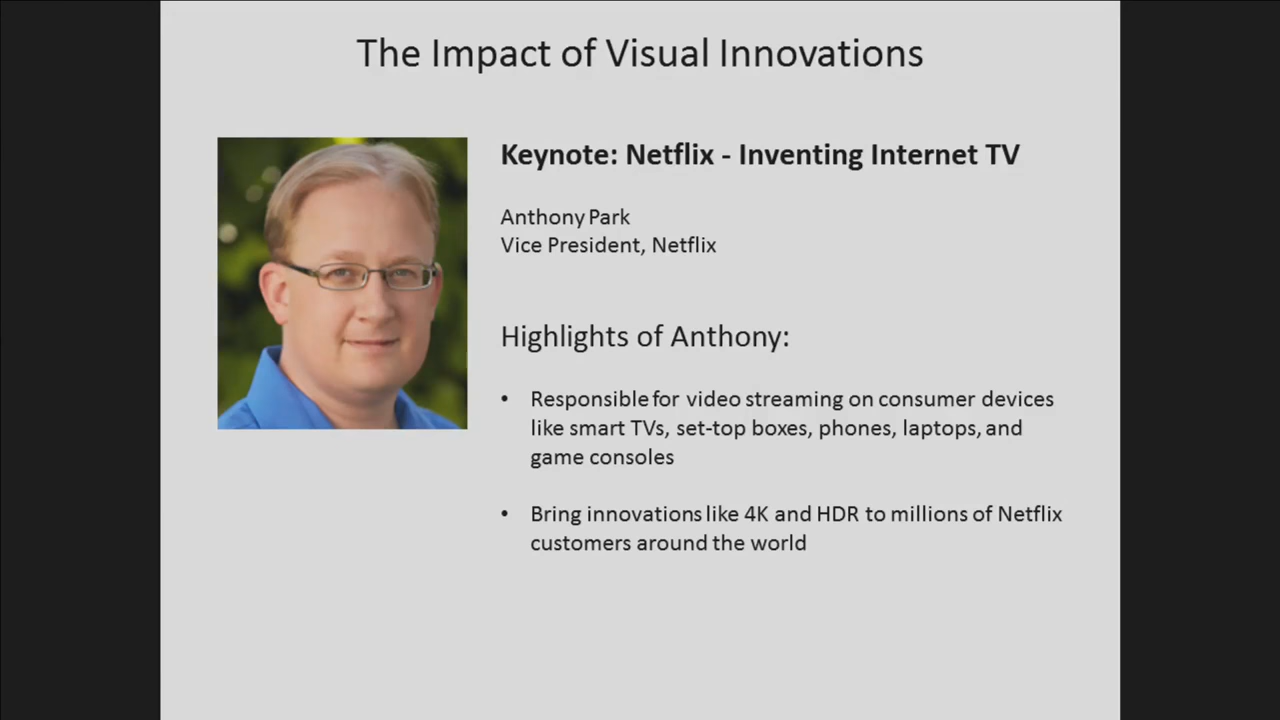 The Impact of Visual Innovations
Keynote: Netflix - Inventing Internet TV
Anthony Park
Vice President, Netflix
Highlights of Anthony:
• Responsible for video streaming on consumer devices
like smart TVs, set-top boxes, phones, laptops, and
game consoles
• Bring innovations like 4K and HDR to millions of Netflix
customers around the world